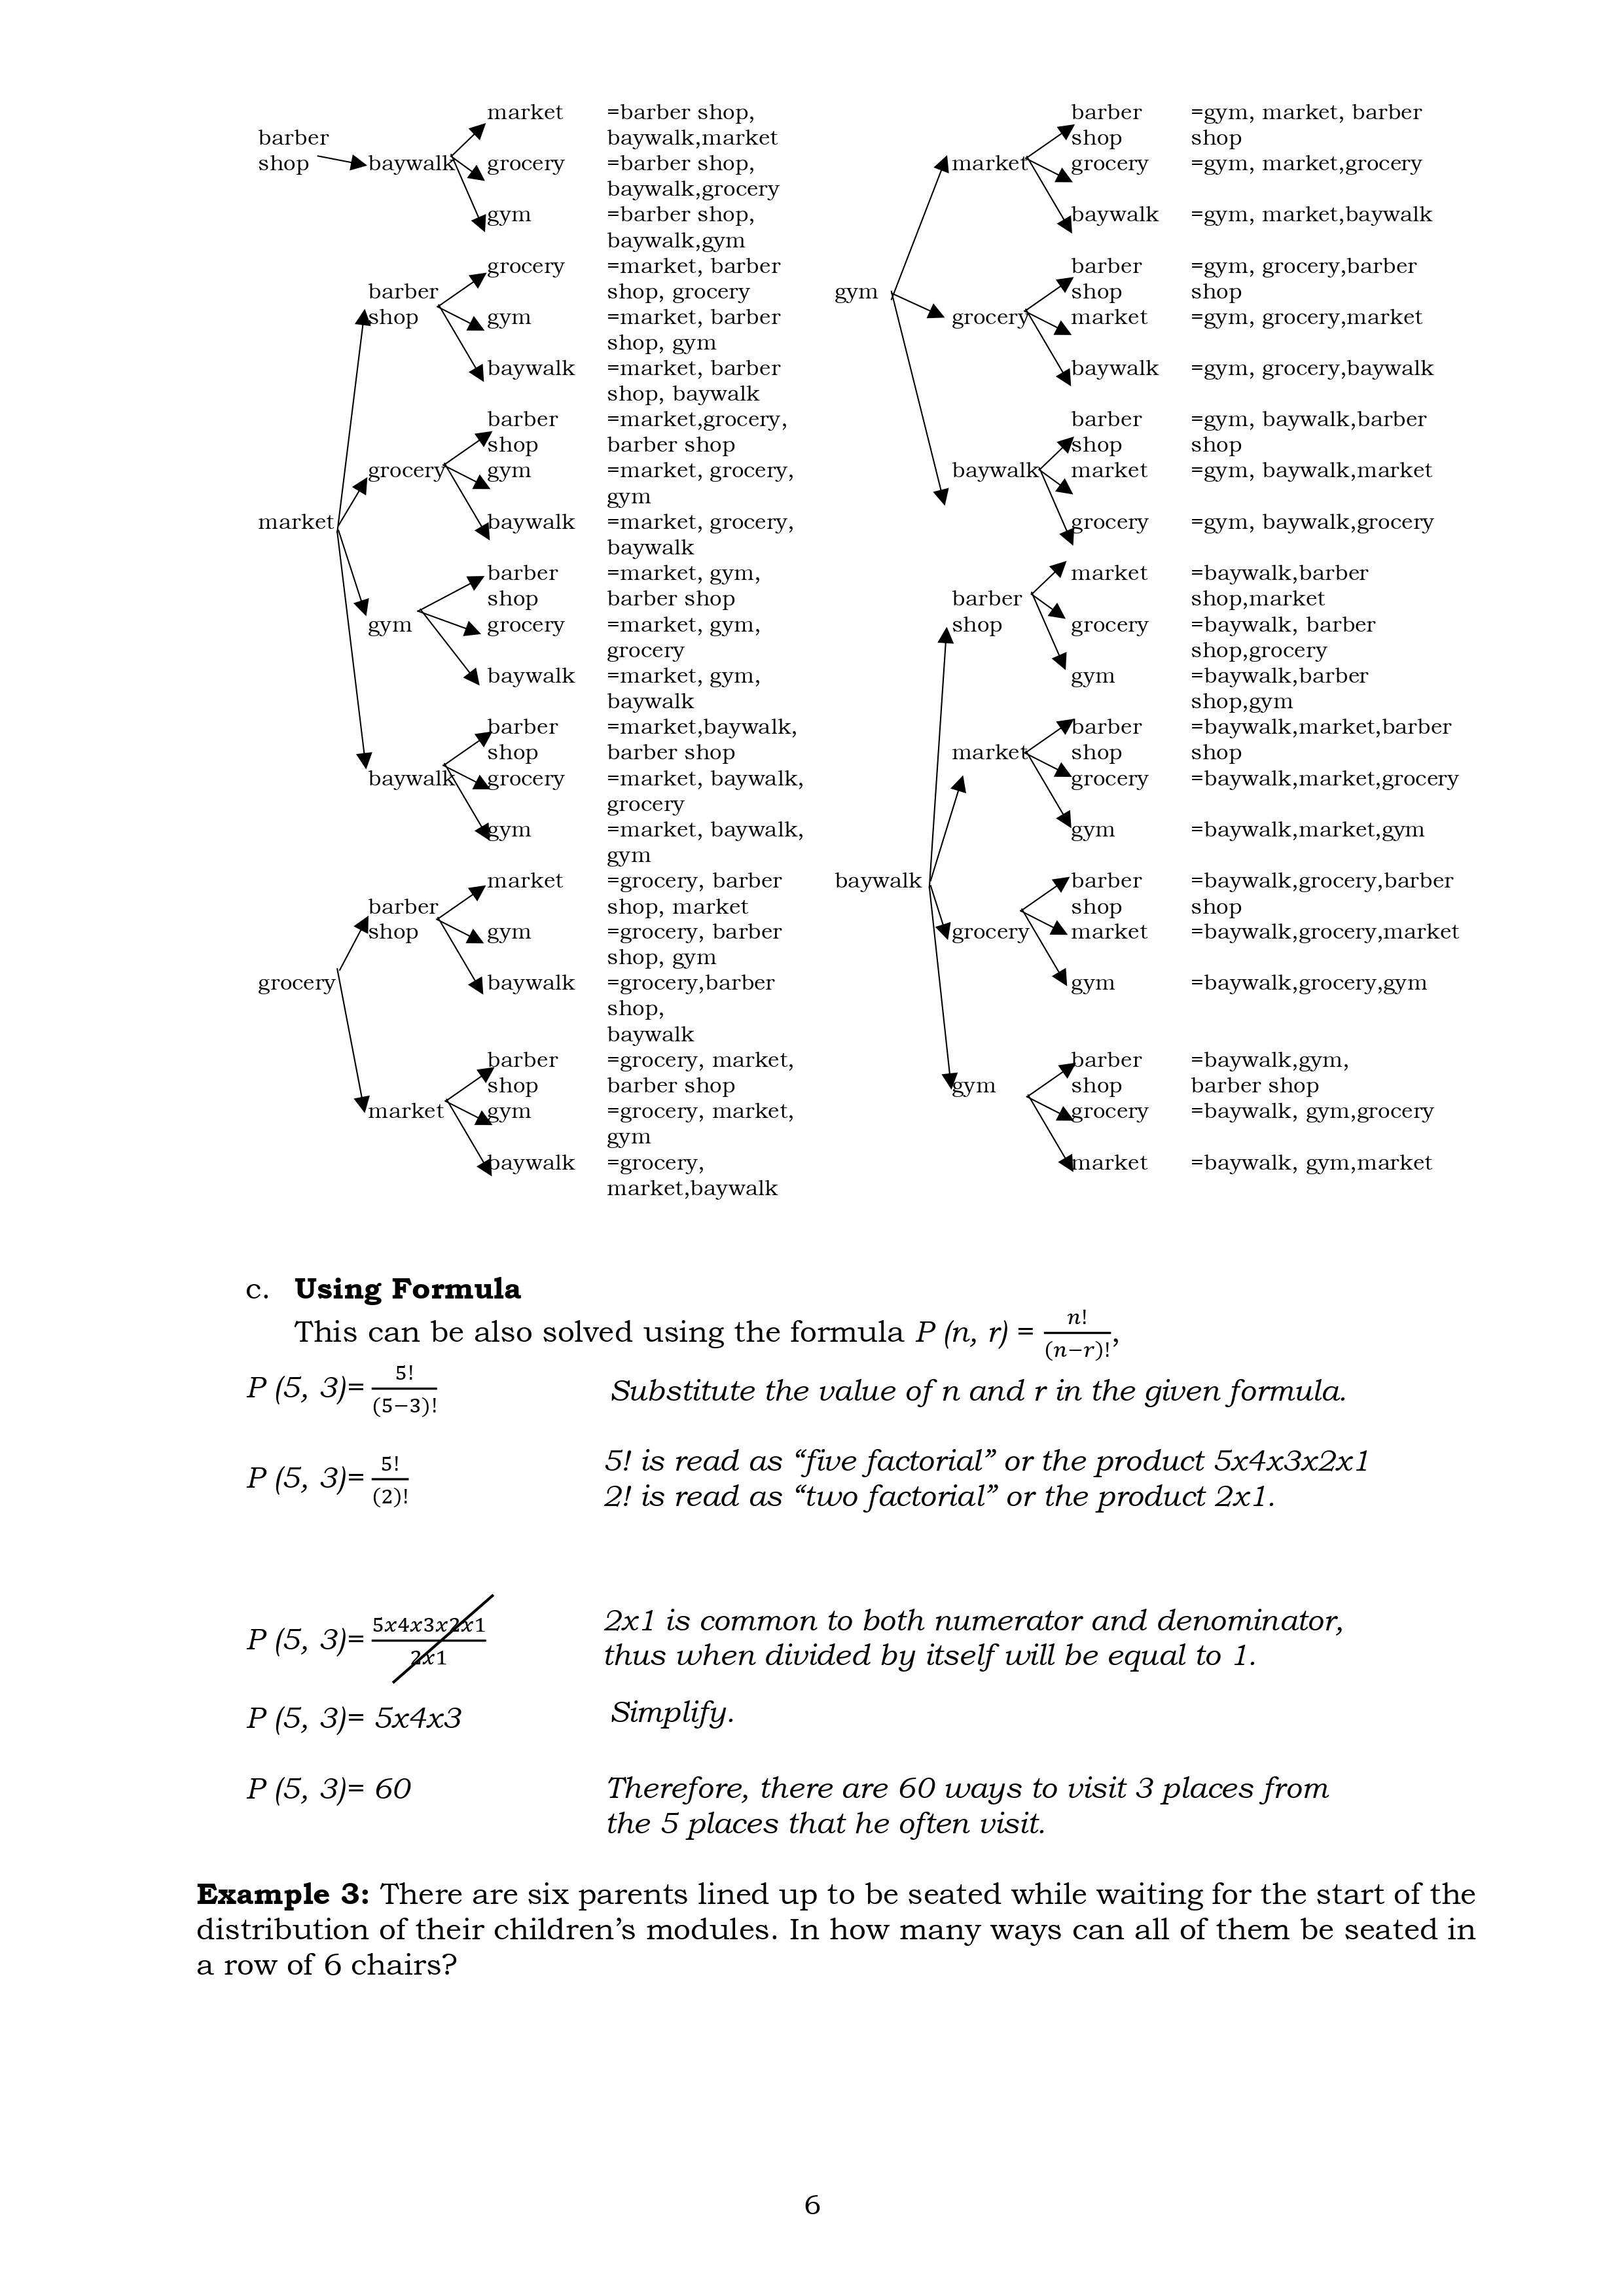 market =barber shop,
barber baywalk,market
shop baywalk grocery =barber shop,
baywalk,grocery
gym =barber shop,
baywalk,gym
grocery =market, barber
barber shop, grocery
shop gym =market, barber
shop, gym
baywalk =market, barber
shop, baywalk
barber =market,grocery,
shop barber shop
grocery gym =market, grocery,
gym
market baywalk =market, grocery,
baywalk
barber =market, gym,
shop barber shop
gym grocery =market, gym,
grocery
baywalk =market, gym,
baywalk
barber =market,baywalk,
shop barber shop
baywalk grocery =market, baywalk,
grocery
gym =market, baywalk,
gym
market =grocery, barber
barber shop, market
shop gym =grocery, barber
shop, gym
grocery baywalk =grocery,barber
shop,
baywalk
barber =grocery, market,
shop barber shop
market gym =grocery, market,
gym
baywalk =grocery,
market,baywalk
barber =gym, market, barber
shop shop
market grocery =gym, market,grocery
baywalk =gym, market,baywalk
barber =gym, grocery,barber
gym shop shop
grocery market =gym, grocery,market
baywalk =gym, grocery,baywalk
barber =gym, baywalk,barber
shop shop
baywalk market =gym, baywalk,market
grocery =gym, baywalk,grocery
market =baywalk,barber
barber shop,market
shop grocery =baywalk, barber
shop,grocery
gym =baywalk,barber
shop,gym
barber =baywalk,market,barber
market shop shop
grocery =baywalk,market,grocery
gym =baywalk,market,gym
baywalk barber =baywalk,grocery,barber
shop shop
grocery market =baywalk,grocery,market
gym =baywalk,grocery,gym
barber =baywalk,gym,
gym shop barber shop
grocery =baywalk, gym,grocery
market =baywalk, gym,market
c. Using Formula
This can be also solved using the formula P (n, r) = n!/(n−r)!,
P (5, 3)= 5!/(5−3)! Substitute the value of n and r in the given formula.
P (5, 3)= 5!/(2)! 5! is read as “five factorial” or the product 5x4x3x2x1
2! is read as “two factorial” or the product 2x1.
P (5, 3)= 5x4x3x2x1/2x1 2x1 is common to both numerator and denominator,
thus when divided by itself will be equal to 1.
P (5, 3)= 5x4x3 Simplify.
P (5, 3)= 60 Therefore, there are 60 ways to visit 3 places from
the 5 places that he often visit.
Example 3: There are six parents lined up to be seated while waiting for the start of the
distribution of their children’s modules. In how many ways can all of them be seated in
a row of 6 chairs?
6